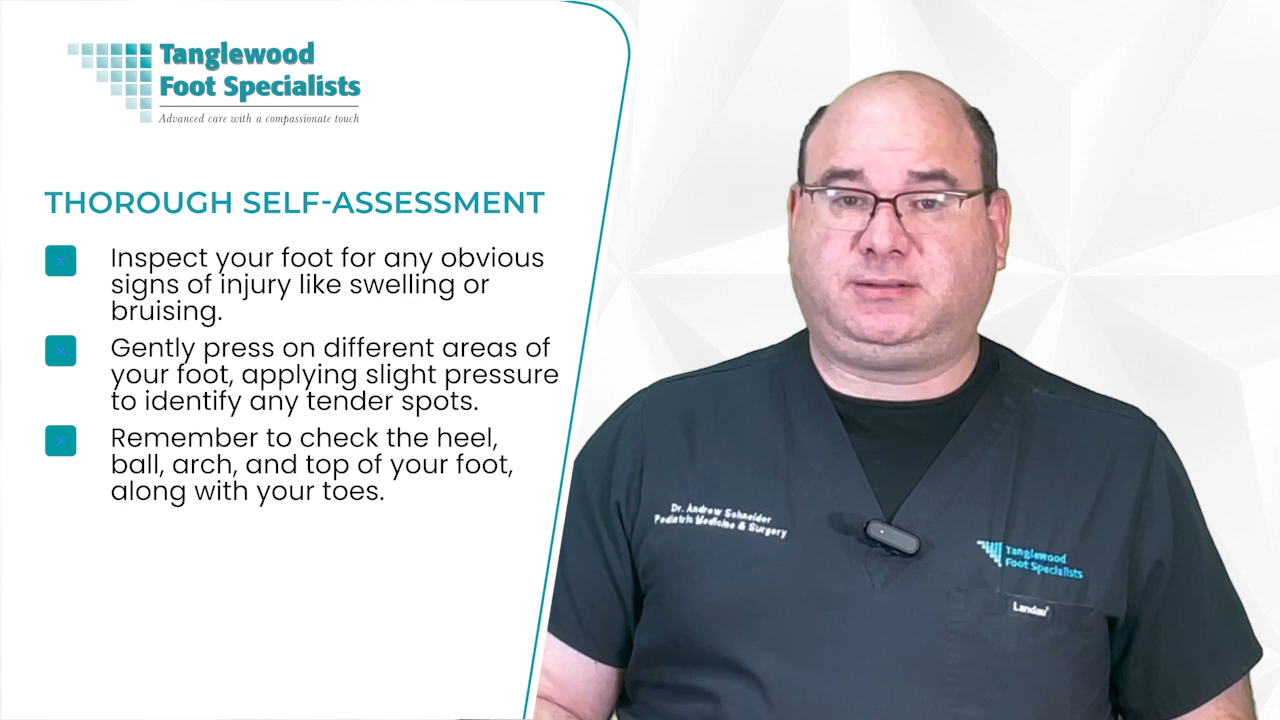 Tanglewood
Foot Specialists
Advanced care with a compassionate touch
THOROUGH SELF-ASSESSMENT
Inspect your foot for any obvious
signs of injury like swelling or
bruising.
Gently press on different areas of
your foot, applying slight pressure
to identify any tender spots.
Remember to check the heel,
ball, arch, and top of your foot,
along with your toes.
Dr. Andrew Schneider
Podiatric Medicine & Surgery
Tanglewood
Foot Specialists
Landau